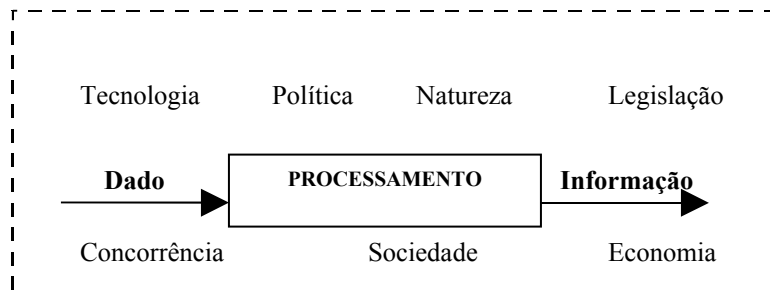 Tecnologia Política Natureza Legislação
Dado PROCESSAMENTO Informação
Concorrência Sociedade Economia